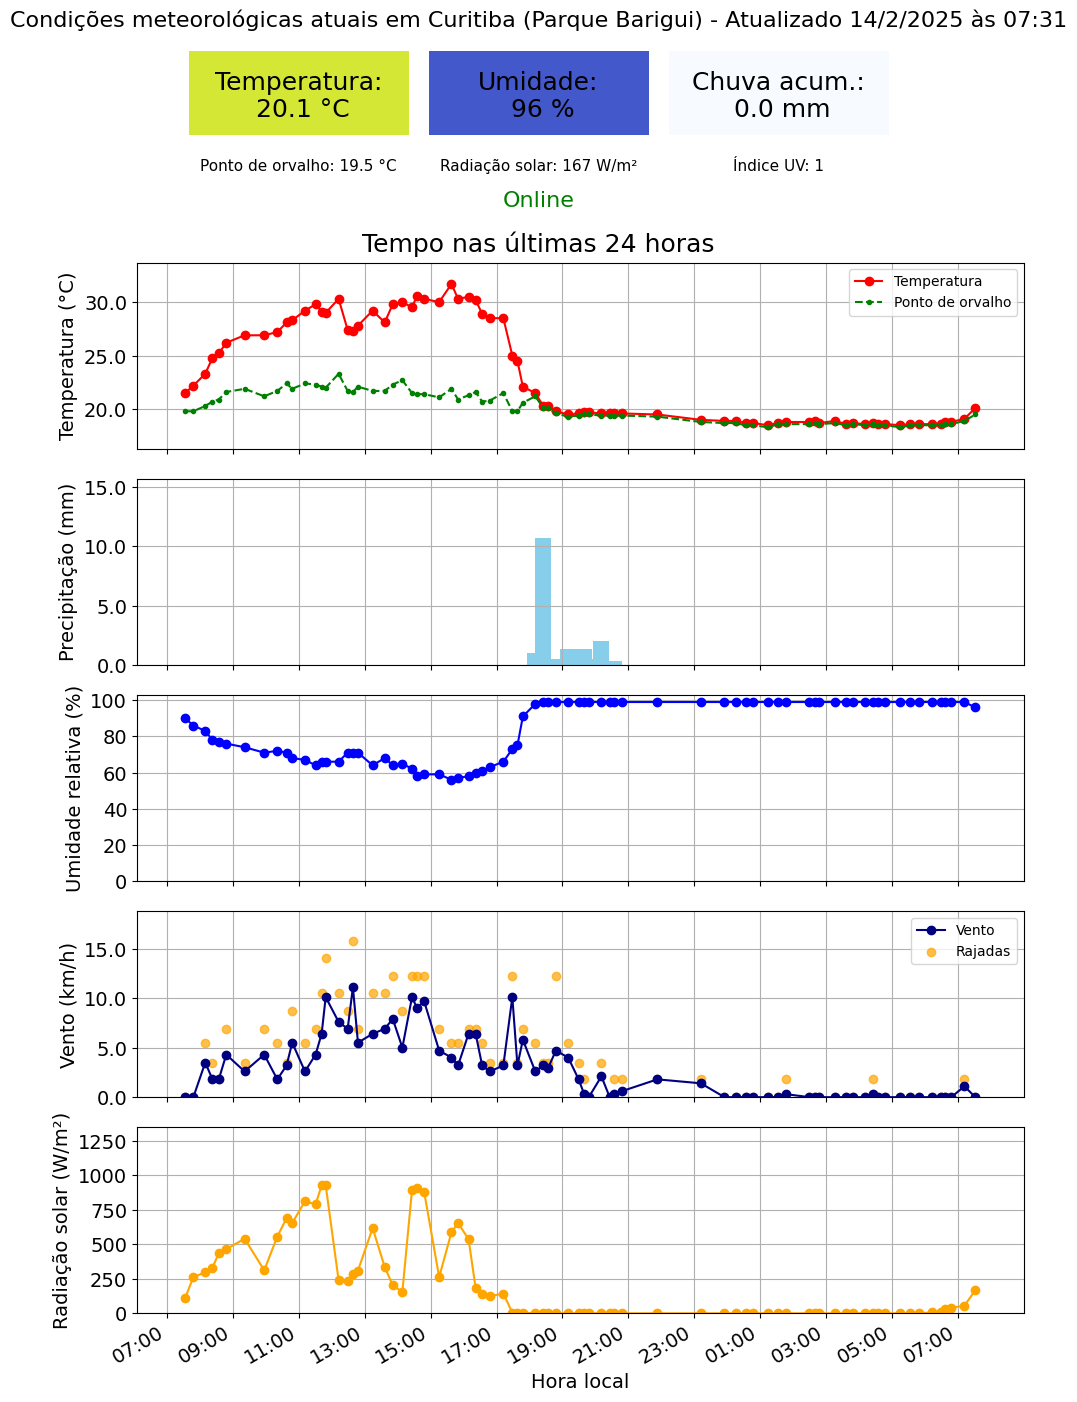 Condições meteorológicas atuais em Curitiba (Parque Barigui) - Atualizado 14/2/2025 às 07:31
Temperatura:
20.1 °C
Umidade:
96 %
Chuva acum.:
0.0 mm
Ponto de orvalho: 19.5 °C
Radiação solar: 167 W/m²
Índice UV: 1
Online
Tempo nas últimas 24 horas
Temperatura (°C)
30.0
25.0
20.0
Temperatura
Ponto de orvalho
Precipitação (mm)
15.0
10.0
5.0
0.0
Umidade relativa (%)
100
80
60
40
20
0
Vento (km/h)
15.0
10.0
5.0
0.0
Vento
Rajadas
Radiação solar (W/m²)
1250
1000
750
500
250
0
07:00
09:00
11:00
13:00
15:00
17:00
19:00
21:00
23:00
01:00
03:00
05:00
07:00
Hora local